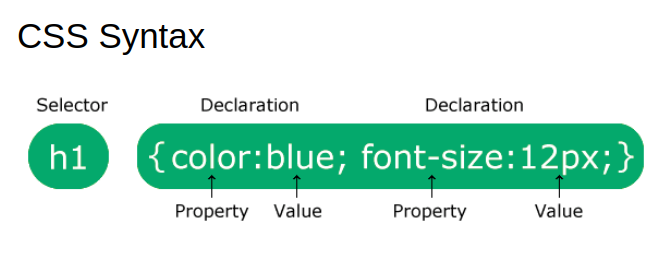 CSS Syntax
Selector Declaration Declaration
h1 {color:blue; font-size:12px;}
Property Value Property Value